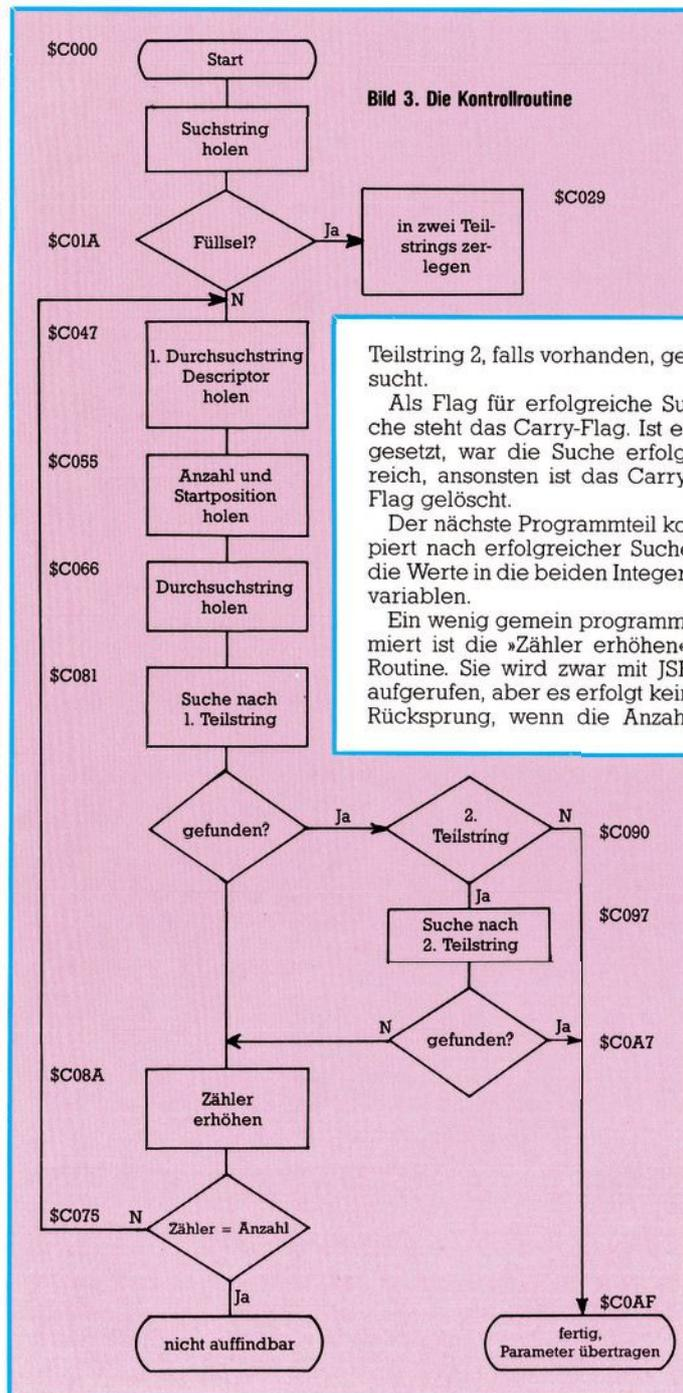 $C000
Start
Bild 3. Die Kontrollroutine
Suchstring
holen
$C029
$C01A
Füllsel?
Ja
in zwei Teil-
strings zer-
legen
N
$C047
1. Durchsuchstring
Descriptor
holen
Teilstring 2, falls vorhanden, ge
sucht.
Als Flag für erfolgreiche Su
che steht das Carry-Flag. Ist e
gesetzt, war die Suche erfolg
reich, ansonsten ist das Carry
Flag gelöscht.
Der nächste Programmteil ko
piert nach erfolgreicher Suche
die Werte in die beiden Integer
variablen.
Ein wenig gemein programm
miert ist die »Zähler erhöhen«
Routine. Sie wird zwar mit JSI
aufgerufen, aber es erfolgt kein
Rücksprung, wenn die Anzah
$C055
Anzahl und
Startposition
holen
$C066
Durchsuchstring
holen
$C081
Suche nach
1. Teilstring
gefunden?
Ja
2.
Teilstring
N
$C090
Ja
$C097
Suche nach
2. Teilstring
N
gefunden?
Ja
$C0A7
$C08A
Zähler
erhöhen
$C075
N
Zähler = Anzahl
Ja
$C0AF
nicht auffindbar
fertig,
Parameter übertragen